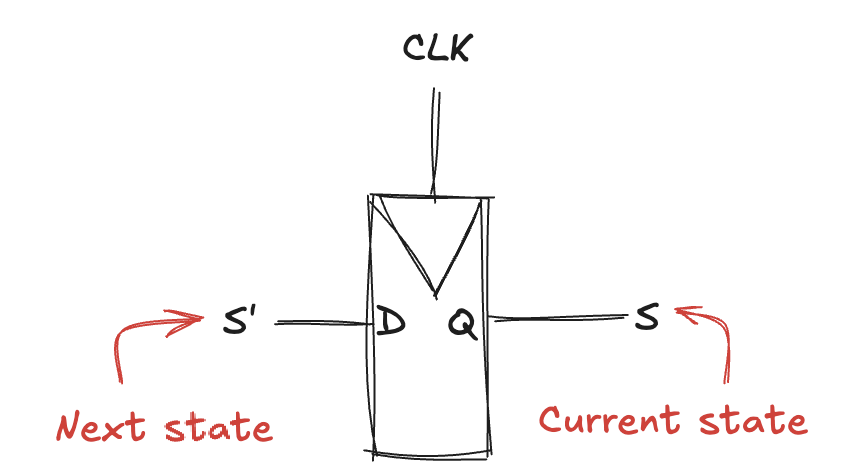 CLK
S'
D
Q
S
Next state
Current state